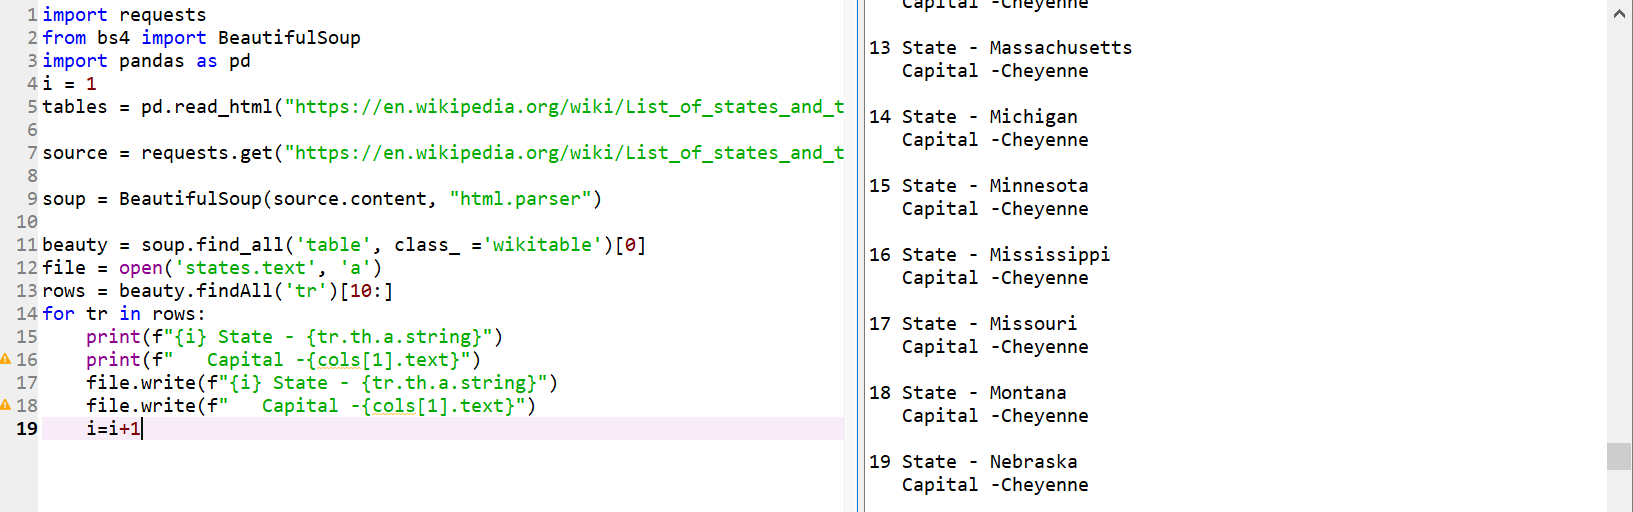 1 import requests
2 from bs4 import BeautifulSoup
3 import pandas as pd
4 i = 1
5 tables = pd.read_html("https://en.wikipedia.org/wiki/List_of_states_and_t
6
7 source = requests.get("https://en.wikipedia.org/wiki/List_of_states_and_t
8
9 soup = BeautifulSoup(source.content, "html.parser")
10
11 beauty = soup.find_all('table', class_ ='wikitable')[0]
12 file = open('states.text', 'a')
13 rows = beauty.findAll('tr')[10:]
14 for tr in rows:
15     print(f"{i} State - {tr.th.a.string}")
16     print(f"   Capital -{cols[1].text}")
17     file.write(f"{i} State - {tr.th.a.string}")
18     file.write(f"   Capital -{cols[1].text}")
19     i=i+1
Capital -Cheyenne
13 State - Massachusetts
   Capital -Cheyenne
14 State - Michigan
   Capital -Cheyenne
15 State - Minnesota
   Capital -Cheyenne
16 State - Mississippi
   Capital -Cheyenne
17 State - Missouri
   Capital -Cheyenne
18 State - Montana
   Capital -Cheyenne
19 State - Nebraska
   Capital -Cheyenne